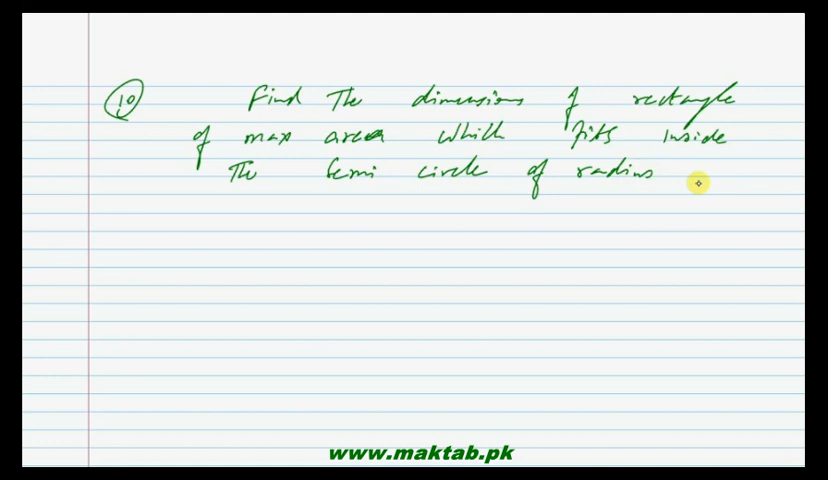 10 Find The dimensions of rectangle
of max area which fits inside
The semi circle of radius
www.maktab.pk